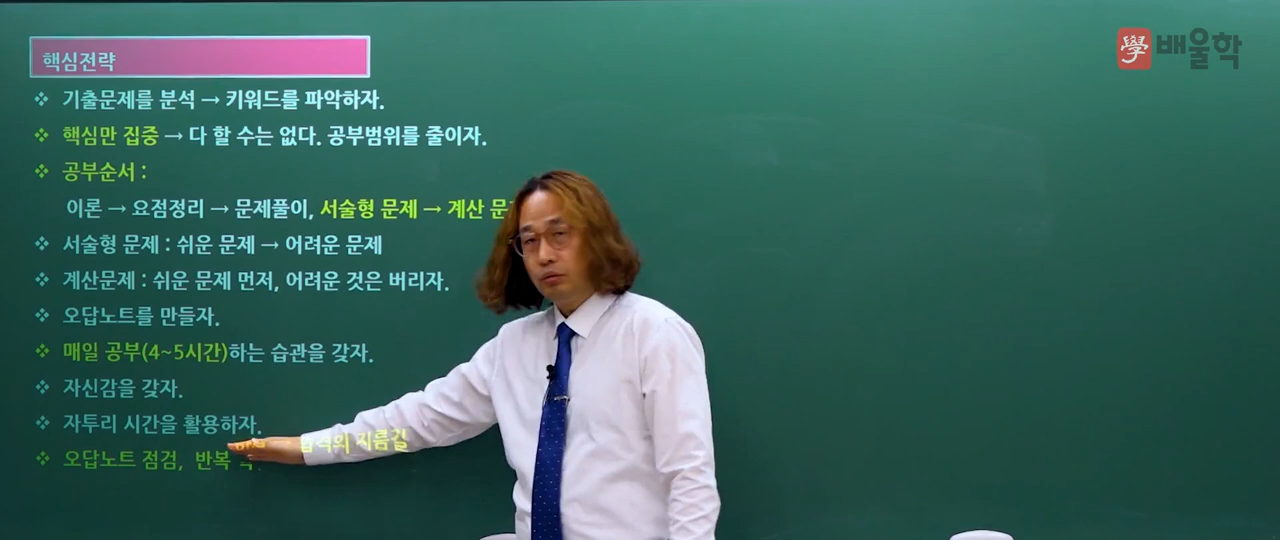 핵심전략
學 배울학
❖ 기출문제를 분석 → 키워드를 파악하자.
❖ 핵심만 집중 → 다 할 수는 없다. 공부범위를 줄이자.
❖ 공부순서 :
이론 → 요점정리 → 문제풀이, 서술형 문제 → 계산
❖ 서술형 문제 : 쉬운 문제 → 어려운 문제
❖ 계산문제 : 쉬운 문제 먼저, 어려운 것은 버리자.
❖ 오답노트를 만들자.
❖ 매일 공부(4~5시간)하는 습관을 갖자.
❖ 자신감을 갖자.
❖ 자투리 시간을 활용하자.
합격의 지름길
❖ 오답노트 점검, 반복